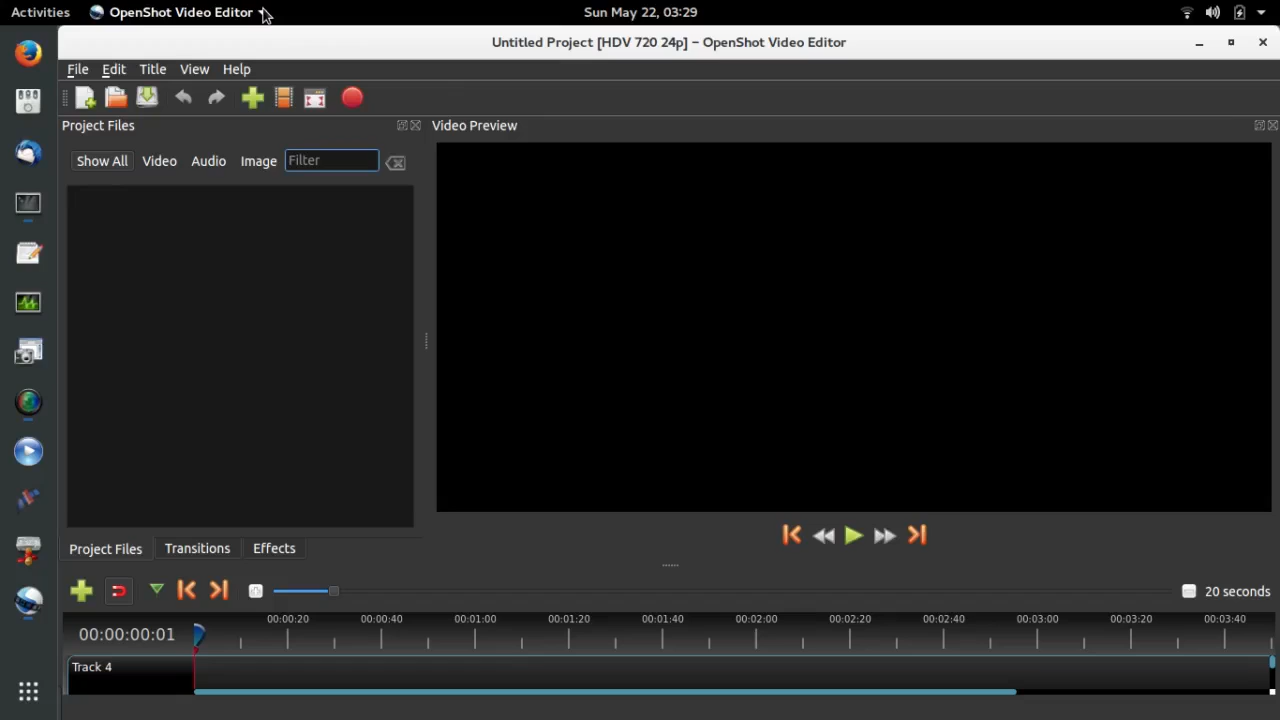 Activities OpenShot Video Editor Sun May 22, 03:29
Untitled Project [HDV 720 24p] – OpenShot Video Editor
File Edit Title View Help
Project Files Video Preview
Show All Video Audio Image Filter
Project Files Transitions Effects
20 seconds
00:00:00:01 00:00:20 00:00:40 00:01:00 00:01:20 00:01:40 00:02:00 00:02:20 00:02:40 00:03:00 00:03:20 00:03:40
Track 4